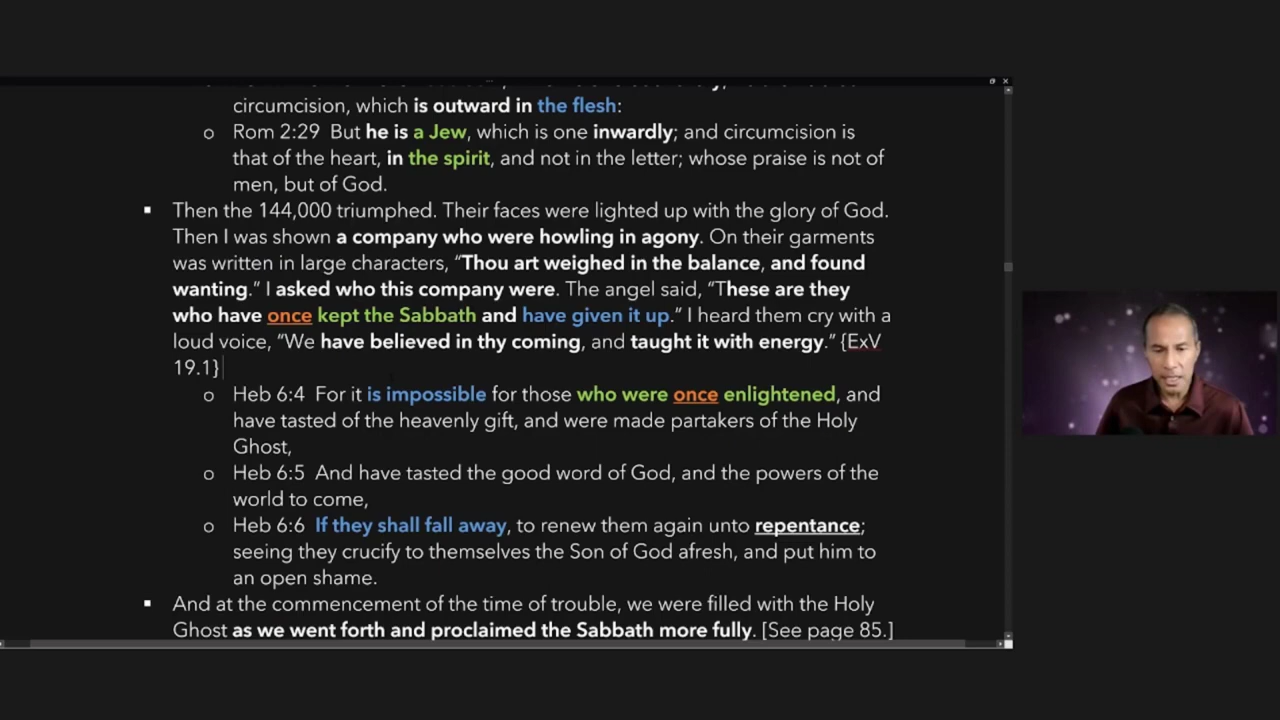 circumcision, which is outward in the flesh:
o Rom 2:29 But he is a Jew, which is one inwardly; and circumcision is
that of the heart, in the spirit, and not in the letter; whose praise is not of
men, but of God.
▪ Then the 144,000 triumphed. Their faces were lighted up with the glory of God.
Then I was shown a company who were howling in agony. On their garments
was written in large characters, “Thou art weighed in the balance, and found
wanting.” I asked who this company were. The angel said, “These are they
who have once kept the Sabbath and have given it up.” I heard them cry with a
loud voice, “We have believed in thy coming, and taught it with energy.” {ExV
19.1}
o Heb 6:4 For it is impossible for those who were once enlightened, and
have tasted of the heavenly gift, and were made partakers of the Holy
Ghost,
o Heb 6:5 And have tasted the good word of God, and the powers of the
world to come,
o Heb 6:6 If they shall fall away, to renew them again unto repentance;
seeing they crucify to themselves the Son of God afresh, and put him to
an open shame.
▪ And at the commencement of the time of trouble, we were filled with the Holy
Ghost as we went forth and proclaimed the Sabbath more fully. [See page 85.]